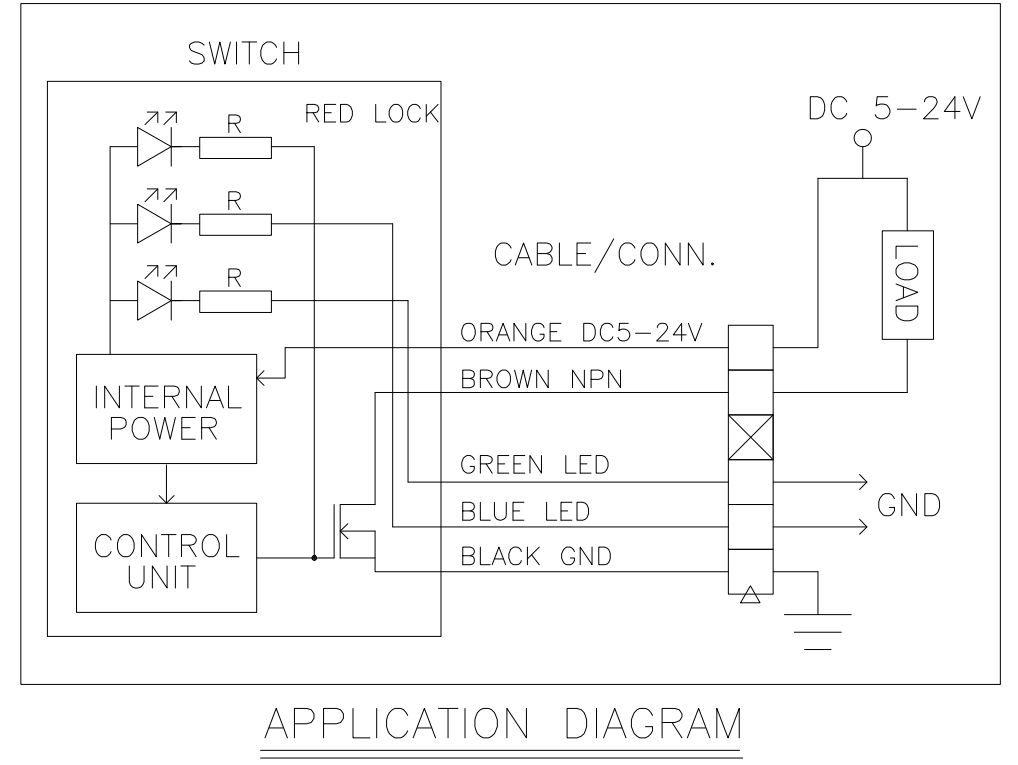 SWITCH
RED LOCK
R
R
R
INTERNAL
POWER
CONTROL
UNIT
CABLE/CONN.
ORANGE DC5-24V
BROWN NPN
GREEN LED
BLUE LED
BLACK GND
DC 5-24V
LOAD
GND
APPLICATION DIAGRAM